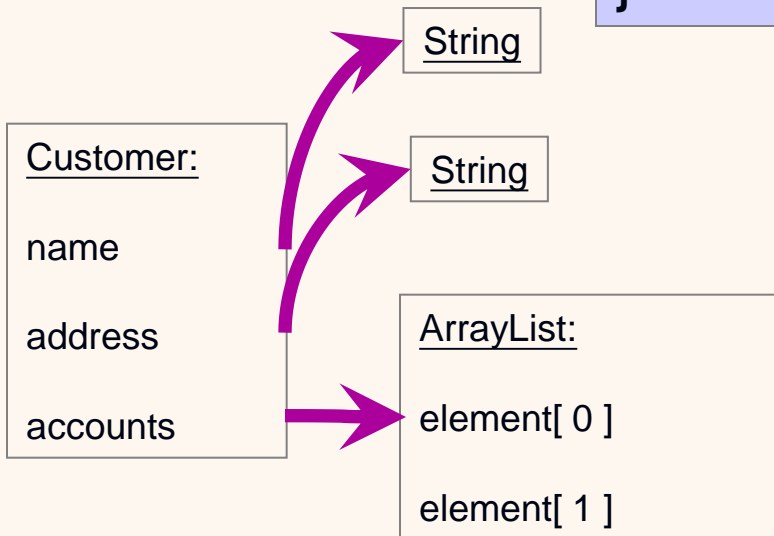 }
String
String
Customer:
name
address
accounts
ArrayList:
element[ 0 ]
element[ 1 ]